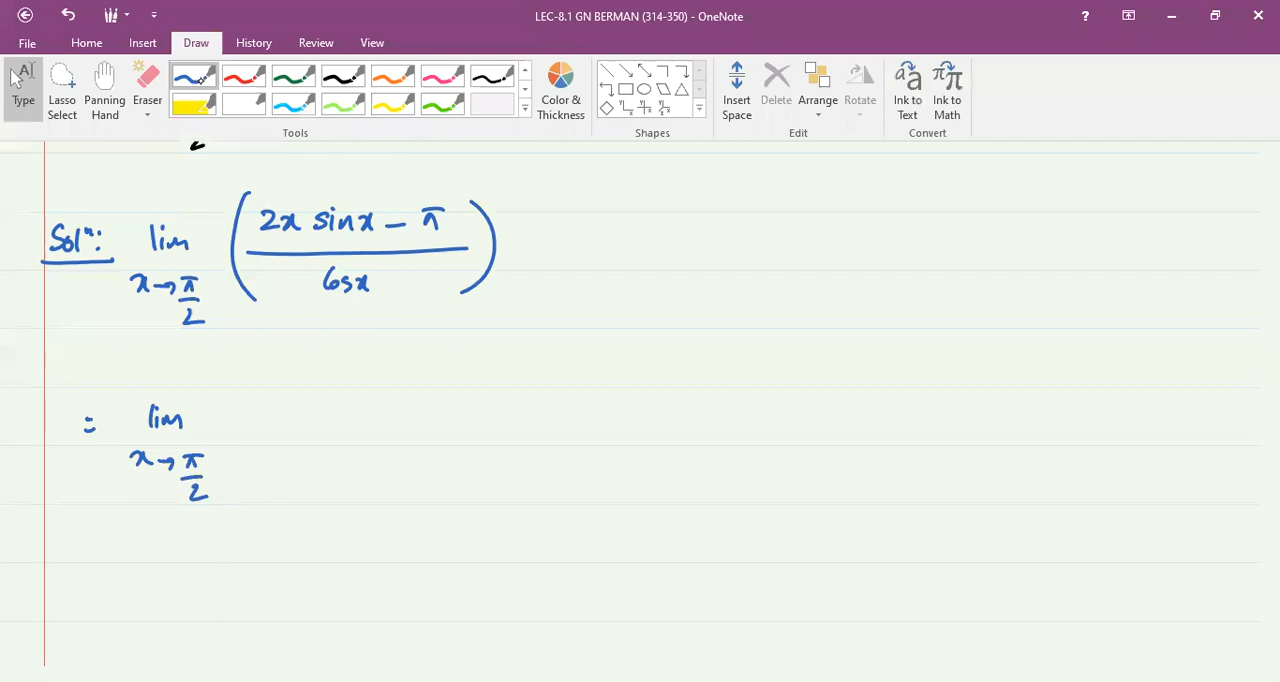 LEC-8.1 GN BERMAN (314-350) - OneNote
?
File Home Insert Draw History Review View
Type Lasso Select Panning Hand Eraser Color & Thickness Insert Space Delete Arrange Rotate Ink to Text Ink to Math
Tools Shapes Edit Convert
2
Solⁿ: lim x→π/2 ( (2x sinx - π) / Cosx )
= lim x→π/2